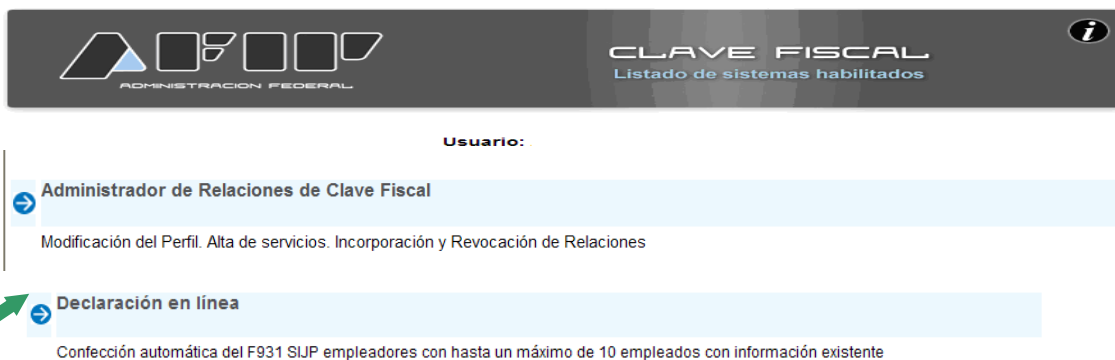 AFIP
ADMINISTRACION FEDERAL
CLAVE FISCAL
Listado de sistemas habilitados
i
Usuario:
Administrador de Relaciones de Clave Fiscal
Modificación del Perfil. Alta de servicios. Incorporación y Revocación de Relaciones
Declaración en línea
Confección automática del F931 SIJP empleadores con hasta un máximo de 10 empleados con información existente